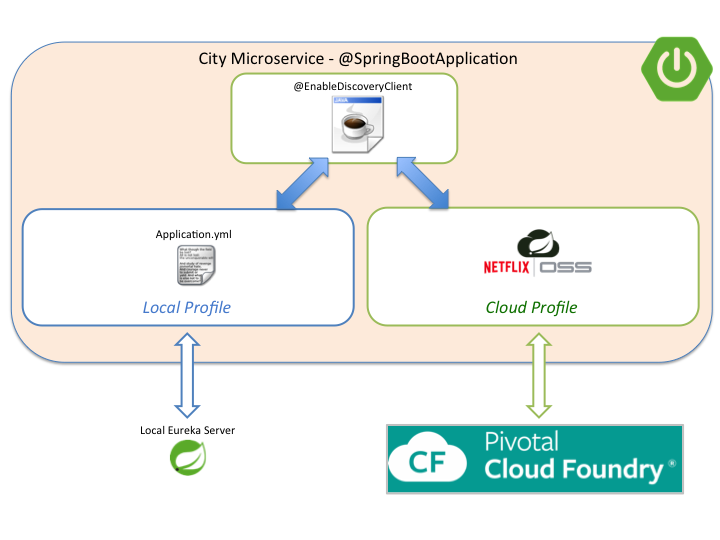 City Microservice - @SpringBootApplication
@EnableDiscoveryClient
JAVA
Application.yml
NETFLIX OSS
Local Profile
Cloud Profile
Local Eureka Server
CF
Pivotal
Cloud Foundry®